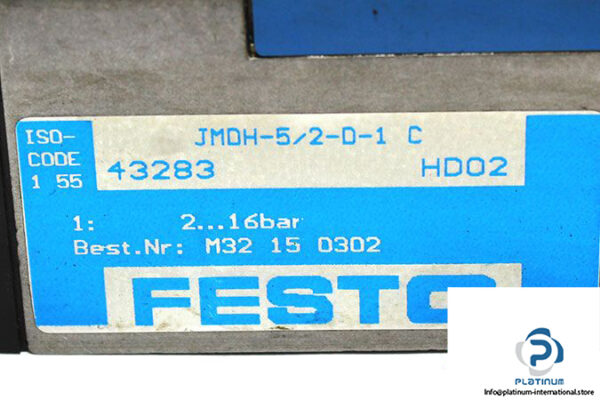 ISO-
CODE
1 55
JMDH-5/2-D-1 C
43283 HD02
1: 2...16bar
Best.Nr: M32 15 0302
FESTO
PLATINUM
info@platinum-international.store